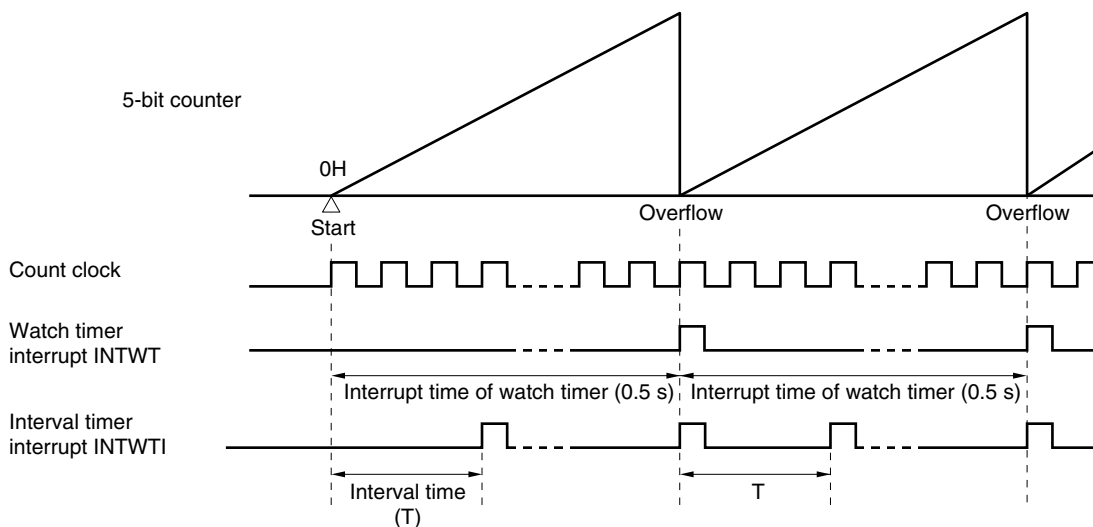 5-bit counter
0H
Start
Overflow
Overflow
Count clock
Watch timer
interrupt INTWT
Interrupt time of watch timer (0.5 s)
Interrupt time of watch timer (0.5 s)
Interval timer
interrupt INTWTI
Interval time
(T)
T